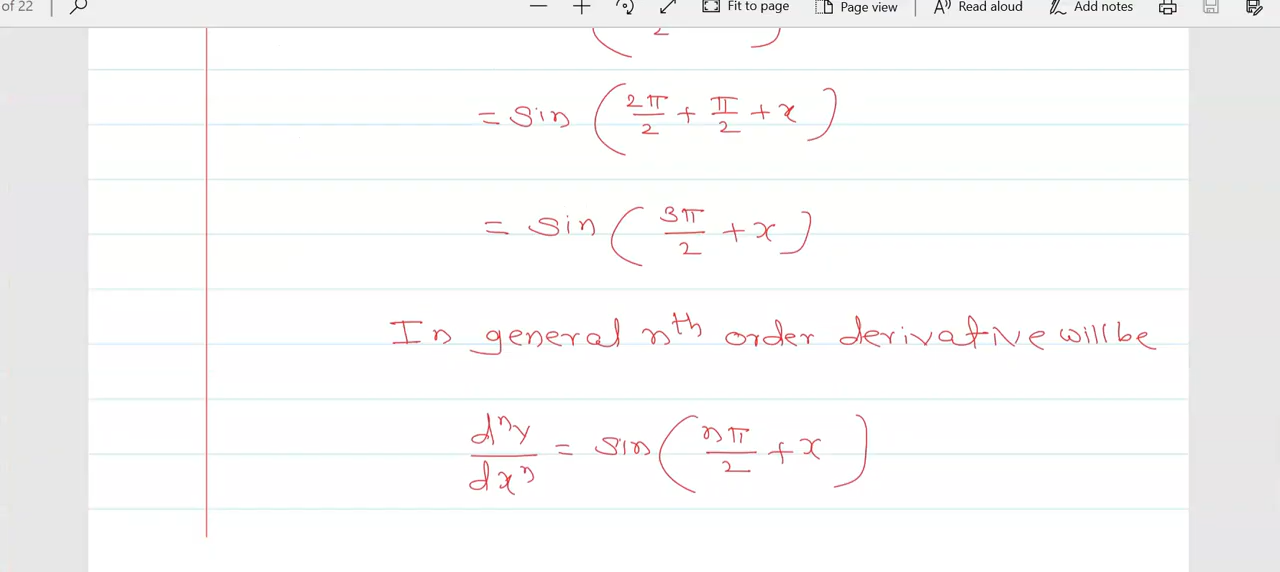 of 22 Fit to page Page view Read aloud Add notes
2
= sin ( 2π/2 + π/2 + x )
= sin ( 3π/2 + x )
In general nth order derivative will be
dⁿy/dxⁿ = sin ( nπ/2 + x )